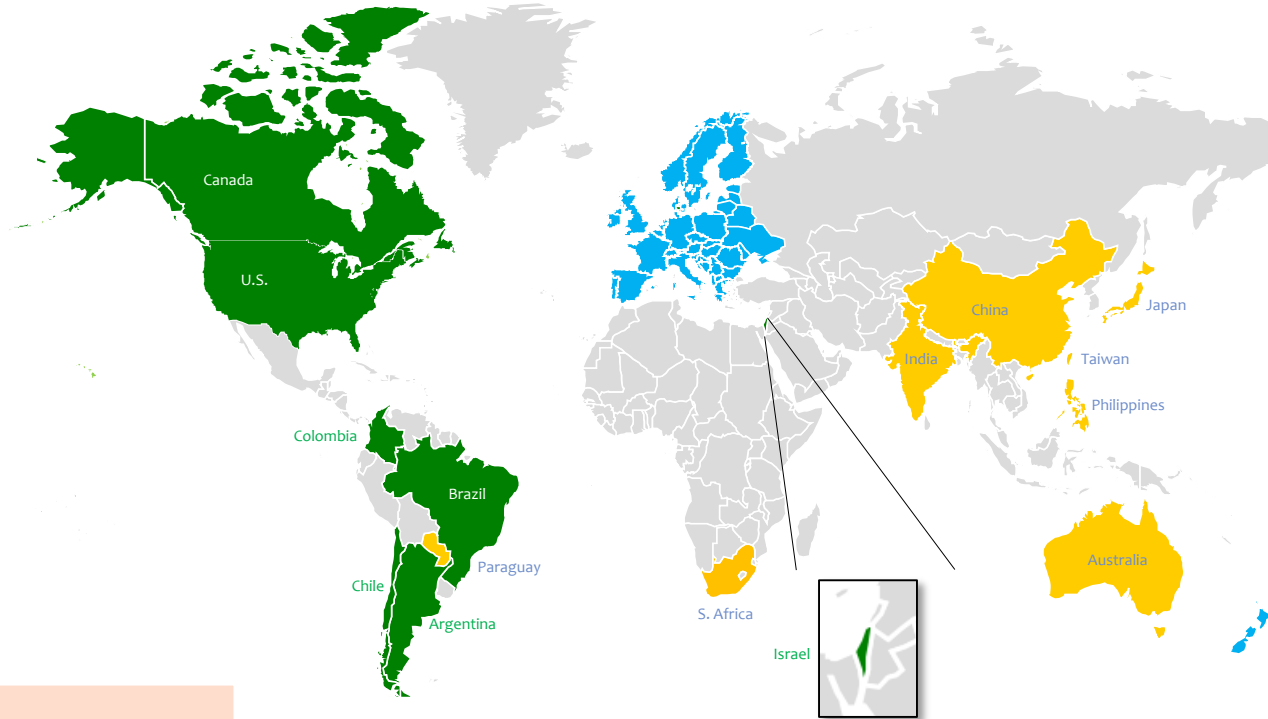 Canada
U.S.
China
Japan
India
Taiwan
Philippines
Colombia
Brazil
Australia
Paraguay
Chile
S. Africa
Argentina
Israel